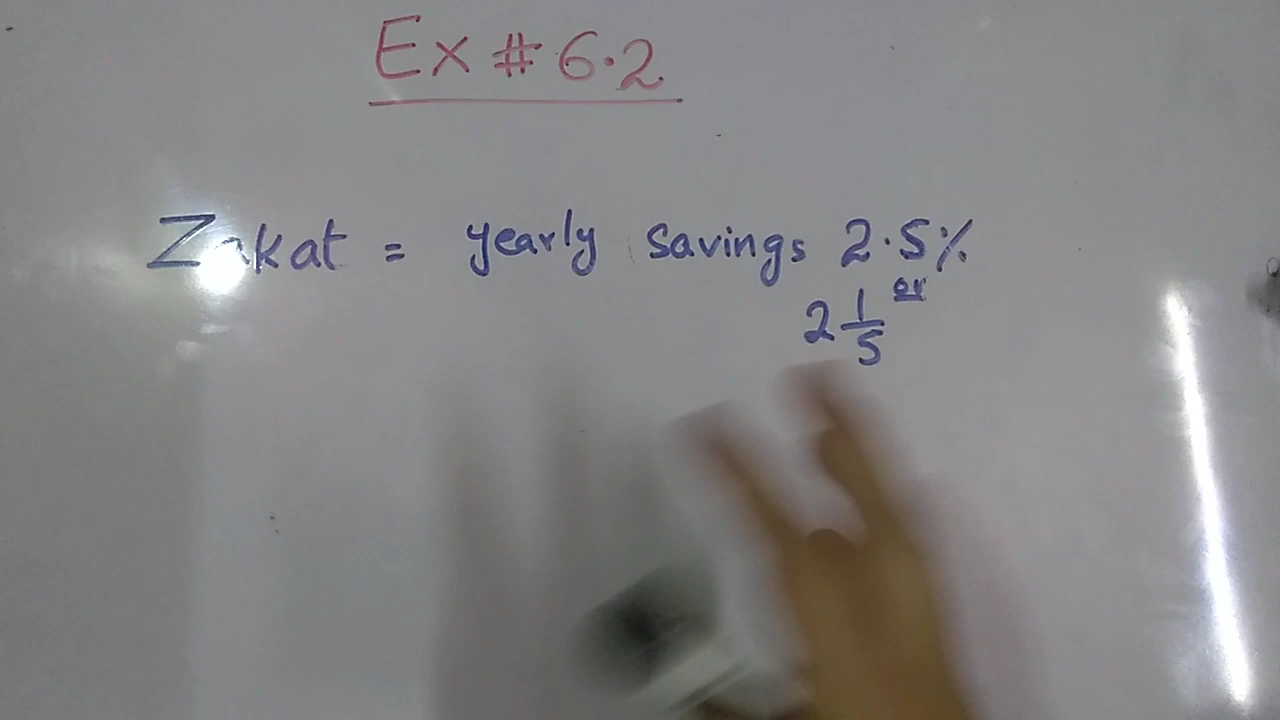 Ex # 6.2
Zakat = yearly savings 2.5%
or
2 1/5